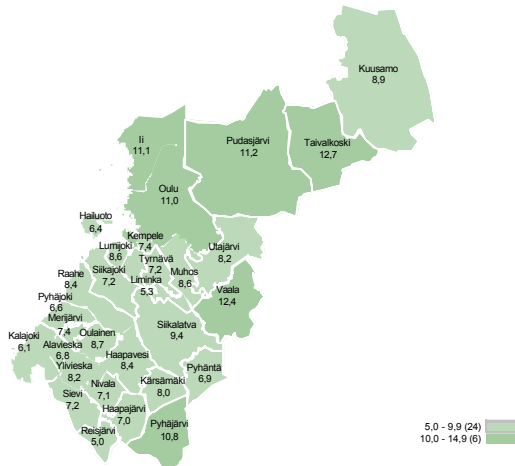 Kuusamo
8,9
Ii
11,1
Pudasjärvi
11,2
Taivalkoski
12,7
Oulu
11,0
Hailuoto
6,4
Kempele
7,4
Lumijoki
8,6
Tyrnävä
7,2
Utajärvi
8,2
Siikajoki
7,2
Muhos
8,6
Liminka
5,3
Raahe
8,4
Vaala
12,4
Pyhäjoki
6,6
Merijärvi
7,4
Siikalatva
9,4
Kalajoki
6,1
Oulainen
8,7
Alavieska
6,8
Haapavesi
8,4
Pyhäntä
6,9
Ylivieska
8,2
Kärsämäki
8,0
Nivala
7,1
Sievi
7,2
Haapajärvi
7,0
Reisjärvi
5,0
Pyhäjärvi
10,8
5,0 - 9,9 (24)
10,0 - 14,9 (6)